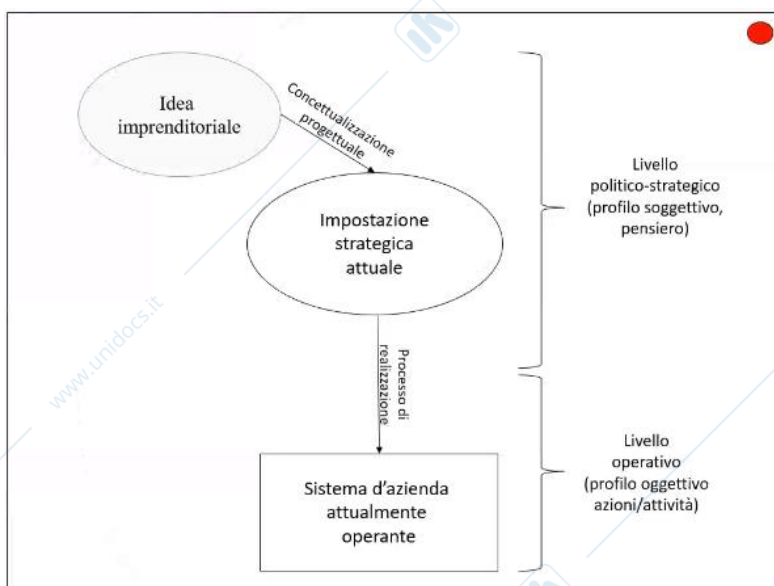 Idea
imprenditoriale
Concettualizzazione
progettuale
Impostazione
strategica
attuale
Livello
politico-strategico
(profilo soggettivo,
pensiero)
Processo di
realizzazione
Sistema d'azienda
attualmente
operante
Livello
operativo
(profilo oggettivo
azioni/attività)
www.unidocs.it